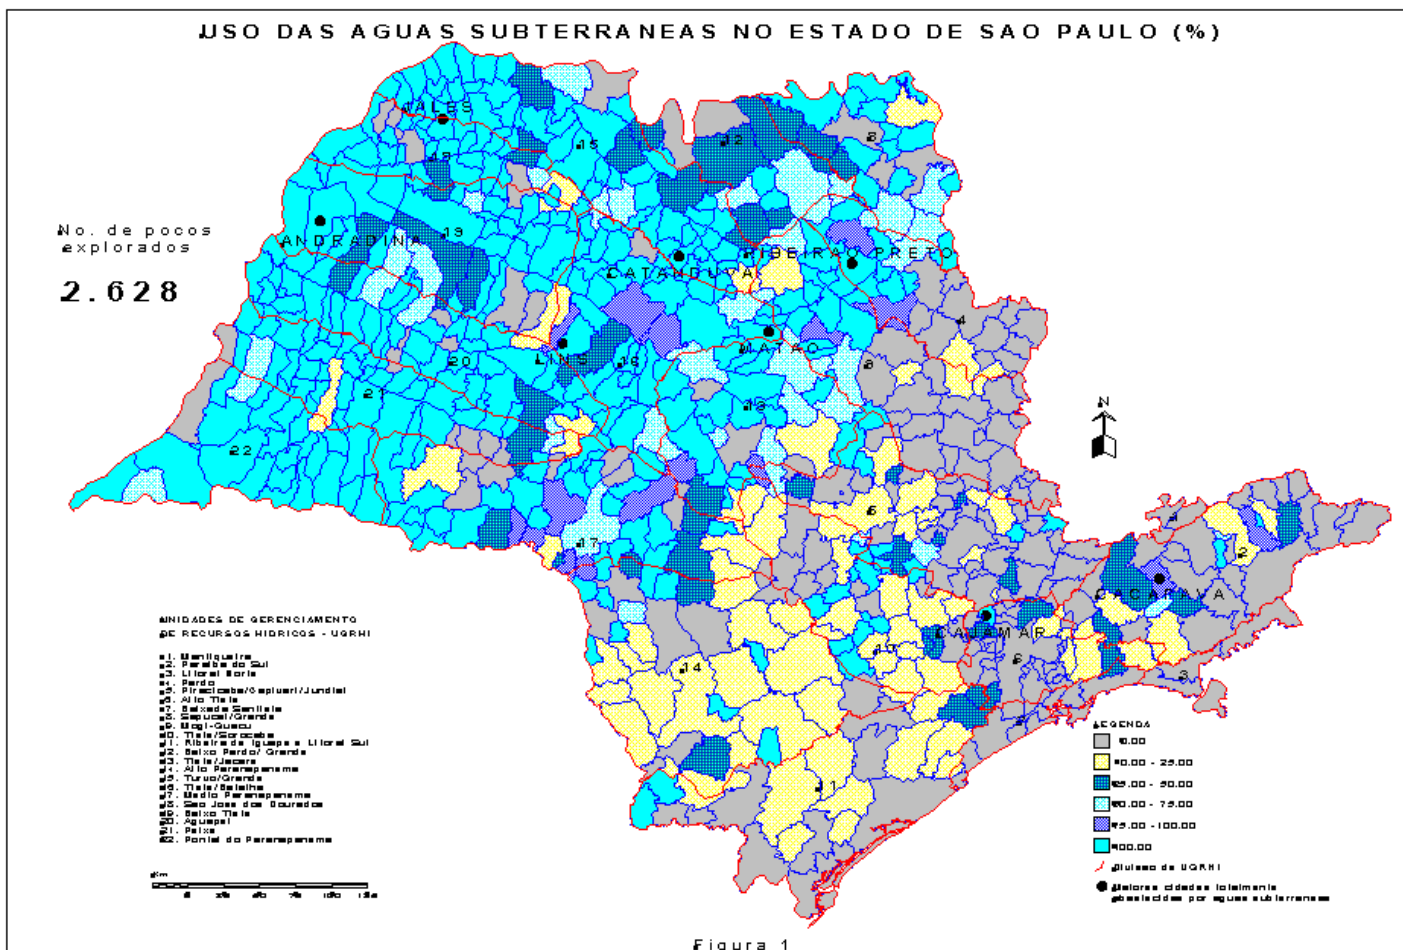 USO DAS AGUAS SUBTERRANEAS NO ESTADO DE SAO PAULO (%)
No. de pocos
explorados
2.628
JALES
ANDRADINA
CATANDUVA
RIBEIRAO PRETO
LINS
MATAO
CACAPAVA
CAJAMAR
15
12
8
19
4
20
16
9
21
13
22
5
17
2
14
10
6
3
11
N
UNIDADES DE GERENCIAMENTO
DE RECURSOS HIDRICOS - UGRHI
1. Mantiqueira
2. Paraiba do Sul
3. Litoral Norte
4. Pardo
5. Piracicaba/Capivari/Jundiai
6. Alto Tiete
7. Baixada Santista
8. Sapucai/Grande
9. Mogi-Guacu
10. Tiete/Sorocaba
11. Ribeira de Iguape e Litoral Sul
12. Baixo Pardo/ Grande
13. Tiete/Jacare
14. Alto Paranapanema
15. Turvo/Grande
16. Tiete/Batalha
17. Medio Paranapanema
18. Sao Jose dos Dourados
19. Baixo Tiete
20. Aguapei
21. Peixe
22. Pontal do Paranapanema
Km
LEGENDA
0.00
00.00 - 25.00
25.00 - 50.00
50.00 - 75.00
75.00 -100.00
100.00
Divisao de UGRHI
Maiores cidades totalmente
abastecidas por aguas subterraneas
Figura 1